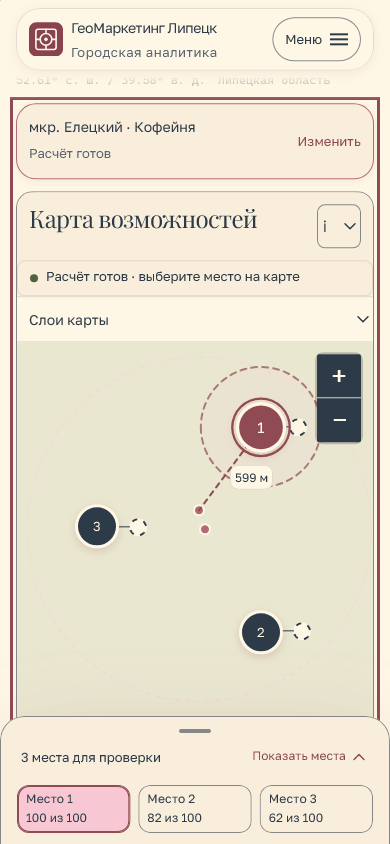 ГеоМаркетинг Липецк
Городская аналитика
Меню
52.61° с. ш. / 39.58° в. д. Липецкая область
мкр. Елецкий · Кофейня
Расчёт готов
Изменить
Карта возможностей
i
Расчёт готов · выберите место на карте
Слои карты
+
−
1
599 м
3
2
3 места для проверки
Показать места
Место 1
100 из 100
Место 2
82 из 100
Место 3
62 из 100